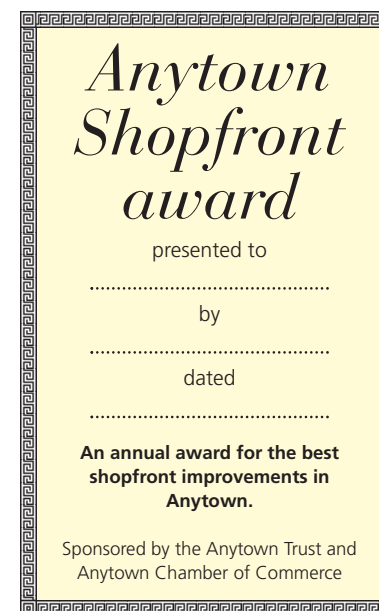 Anytown
Shopfront
award
presented to
.............................................
by
.............................................
dated
.............................................
An annual award for the best
shopfront improvements in
Anytown.
Sponsored by the Anytown Trust and
Anytown Chamber of Commerce